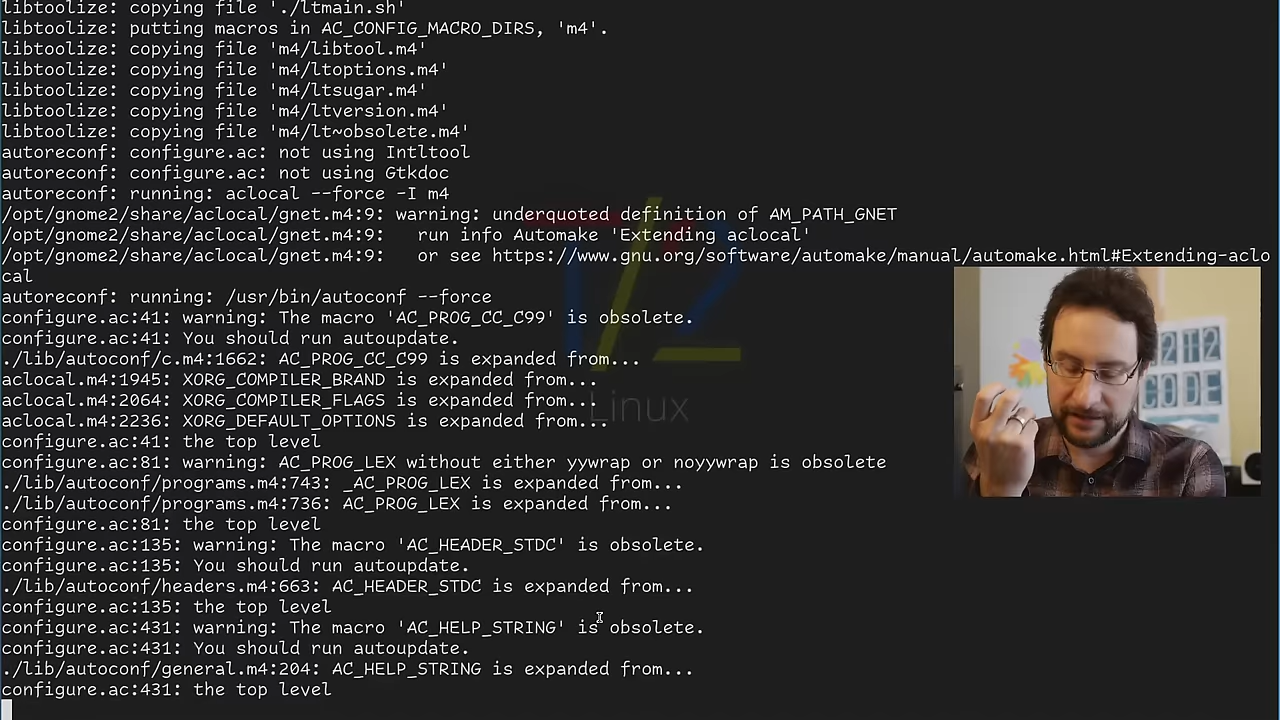 libtoolize: copying file './ltmain.sh'
libtoolize: putting macros in AC_CONFIG_MACRO_DIRS, 'm4'.
libtoolize: copying file 'm4/libtool.m4'
libtoolize: copying file 'm4/ltoptions.m4'
libtoolize: copying file 'm4/ltsugar.m4'
libtoolize: copying file 'm4/ltversion.m4'
libtoolize: copying file 'm4/lt~obsolete.m4'
autoreconf: configure.ac: not using Intltool
autoreconf: configure.ac: not using Gtkdoc
autoreconf: running: aclocal --force -I m4
/opt/gnome2/share/aclocal/gnet.m4:9: warning: underquoted definition of AM_PATH_GNET
/opt/gnome2/share/aclocal/gnet.m4:9:   run info Automake 'Extending aclocal'
/opt/gnome2/share/aclocal/gnet.m4:9:   or see https://www.gnu.org/software/automake/manual/automake.html#Extending-aclo
cal
autoreconf: running: /usr/bin/autoconf --force
configure.ac:41: warning: The macro 'AC_PROG_CC_C99' is obsolete.
configure.ac:41: You should run autoupdate.
./lib/autoconf/c.m4:1662: AC_PROG_CC_C99 is expanded from...
aclocal.m4:1945: XORG_COMPILER_BRAND is expanded from...
aclocal.m4:2064: XORG_COMPILER_FLAGS is expanded from...
aclocal.m4:2236: XORG_DEFAULT_OPTIONS is expanded from...
configure.ac:41: the top level
configure.ac:81: warning: AC_PROG_LEX without either yywrap or noyywrap is obsolete
./lib/autoconf/programs.m4:743: _AC_PROG_LEX is expanded from...
./lib/autoconf/programs.m4:736: AC_PROG_LEX is expanded from...
configure.ac:81: the top level
configure.ac:135: warning: The macro 'AC_HEADER_STDC' is obsolete.
configure.ac:135: You should run autoupdate.
./lib/autoconf/headers.m4:663: AC_HEADER_STDC is expanded from...
configure.ac:135: the top level
configure.ac:431: warning: The macro 'AC_HELP_STRING' is obsolete.
configure.ac:431: You should run autoupdate.
./lib/autoconf/general.m4:204: AC_HELP_STRING is expanded from...
configure.ac:431: the top level
T/2
Linux
CODE